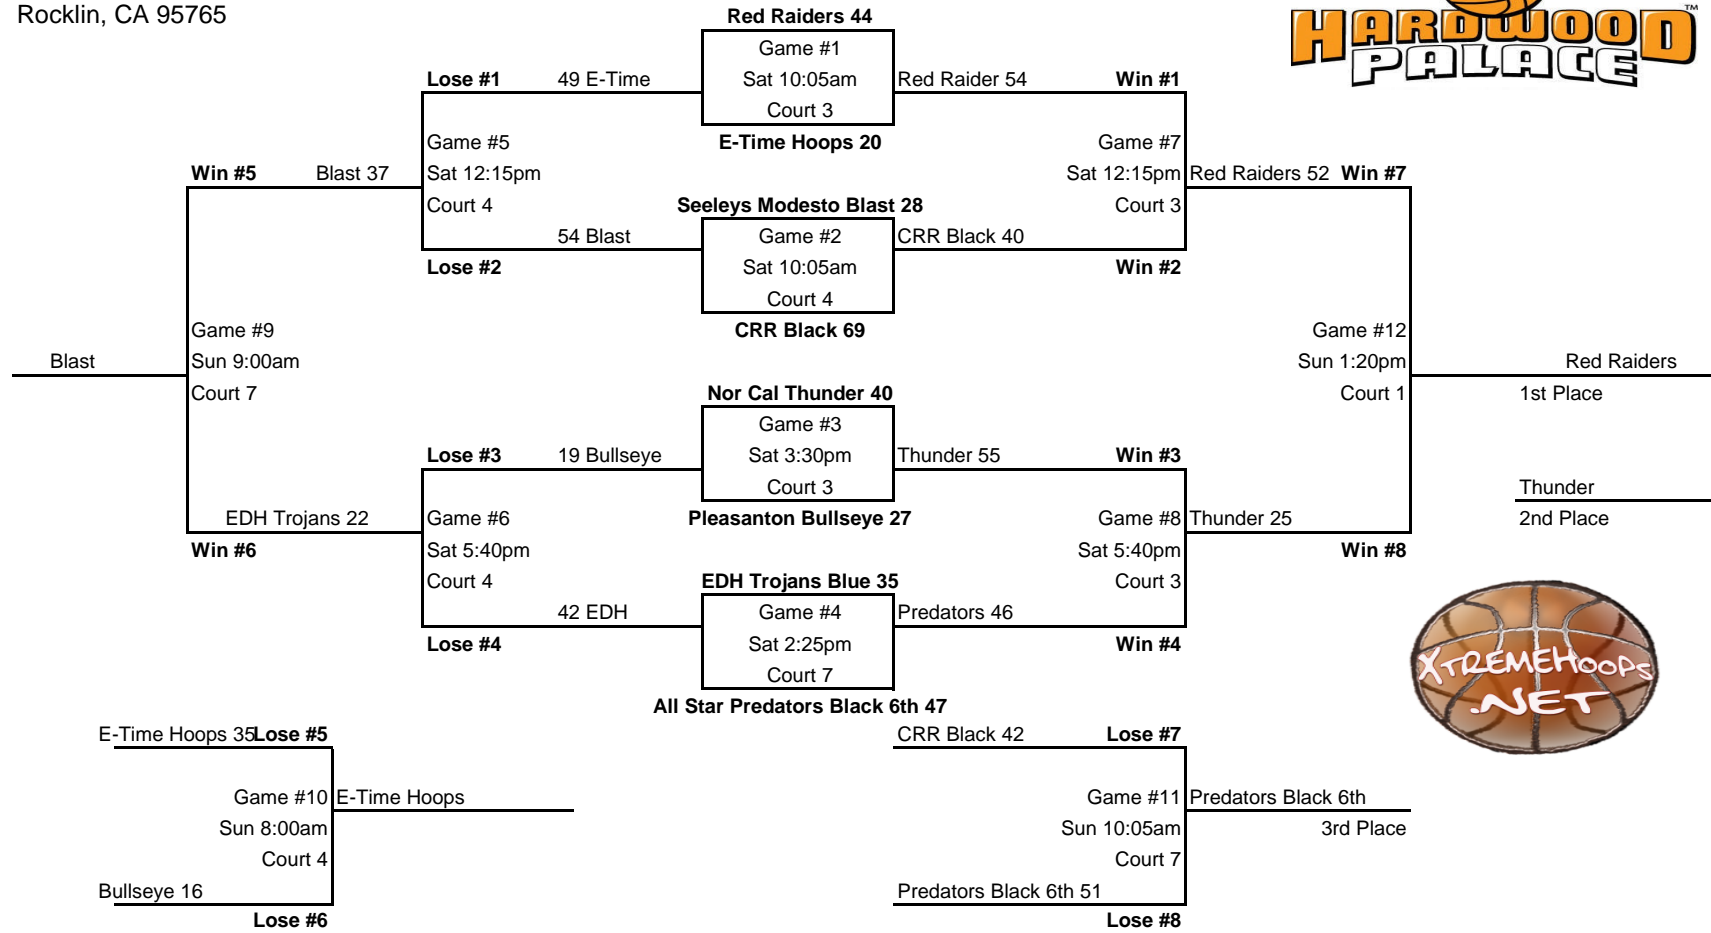 Rocklin, CA 95765
HARDWOOD PALACE™
Red Raiders 44
Game #1
Sat 10:05am
Court 3
E-Time Hoops 20
Lose #1 49 E-Time
Red Raider 54 Win #1
Game #5
Sat 12:15pm
Court 4
Game #7
Sat 12:15pm
Court 3
Win #5 Blast 37
Red Raiders 52 Win #7
Seeleys Modesto Blast 28
Game #2
Sat 10:05am
Court 4
CRR Black 69
54 Blast
Lose #2
CRR Black 40
Win #2
Game #9
Sun 9:00am
Court 7
Blast
Game #12
Sun 1:20pm
Court 1
Red Raiders
1st Place
Nor Cal Thunder 40
Game #3
Sat 3:30pm
Court 3
Pleasanton Bullseye 27
Lose #3 19 Bullseye
Thunder 55 Win #3
Thunder
2nd Place
EDH Trojans 22
Win #6
Game #6
Sat 5:40pm
Court 4
Game #8
Sat 5:40pm
Court 3
Thunder 25
Win #8
EDH Trojans Blue 35
Game #4
Sat 2:25pm
Court 7
All Star Predators Black 6th 47
42 EDH
Lose #4
Predators 46
Win #4
XTREMEHOOPS
.NET
E-Time Hoops 35 Lose #5
Game #10
Sun 8:00am
Court 4
E-Time Hoops
Bullseye 16
Lose #6
CRR Black 42 Lose #7
Game #11
Sun 10:05am
Court 7
Predators Black 6th
3rd Place
Predators Black 6th 51
Lose #8